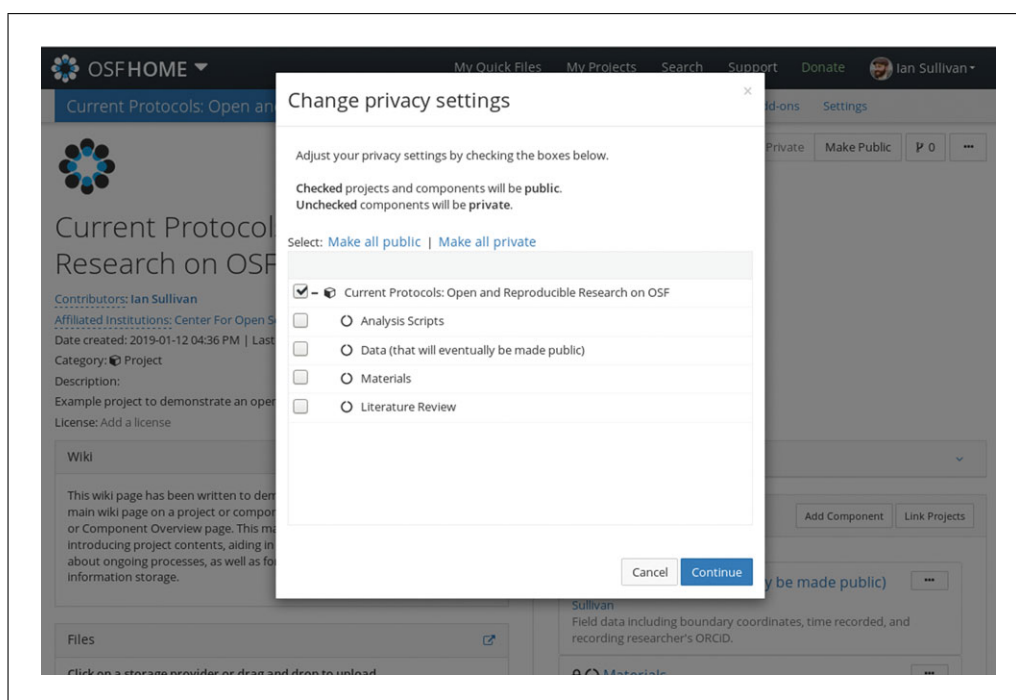 OSFHOME
My Quick Files My Projects Search Support Donate Ian Sullivan
Current Protocols: Open an
Add-ons Settings
Change privacy settings
×
Private Make Public 0
Adjust your privacy settings by checking the boxes below.
Checked projects and components will be public.
Unchecked components will be private.
Current Protocol
Research on OSF
Select: Make all public | Make all private
Current Protocols: Open and Reproducible Research on OSF
Analysis Scripts
Data (that will eventually be made public)
Materials
Literature Review
Contributors: Ian Sullivan
Affiliated Institutions: Center For Open S
Date created: 2019-01-12 04:36 PM | Last
Category: Project
Description:
Example project to demonstrate an oper
License: Add a license
Wiki
This wiki page has been written to dem
main wiki page on a project or compor
or Component Overview page. This ma
introducing project contents, aiding in
about ongoing processes, as well as fo
information storage.
Add Component Link Projects
Cancel Continue
y be made public)
Sullivan
Field data including boundary coordinates, time recorded, and
recording researcher's ORCiD.
Files
Click on a storage provider or drag and drop to upload
Materials